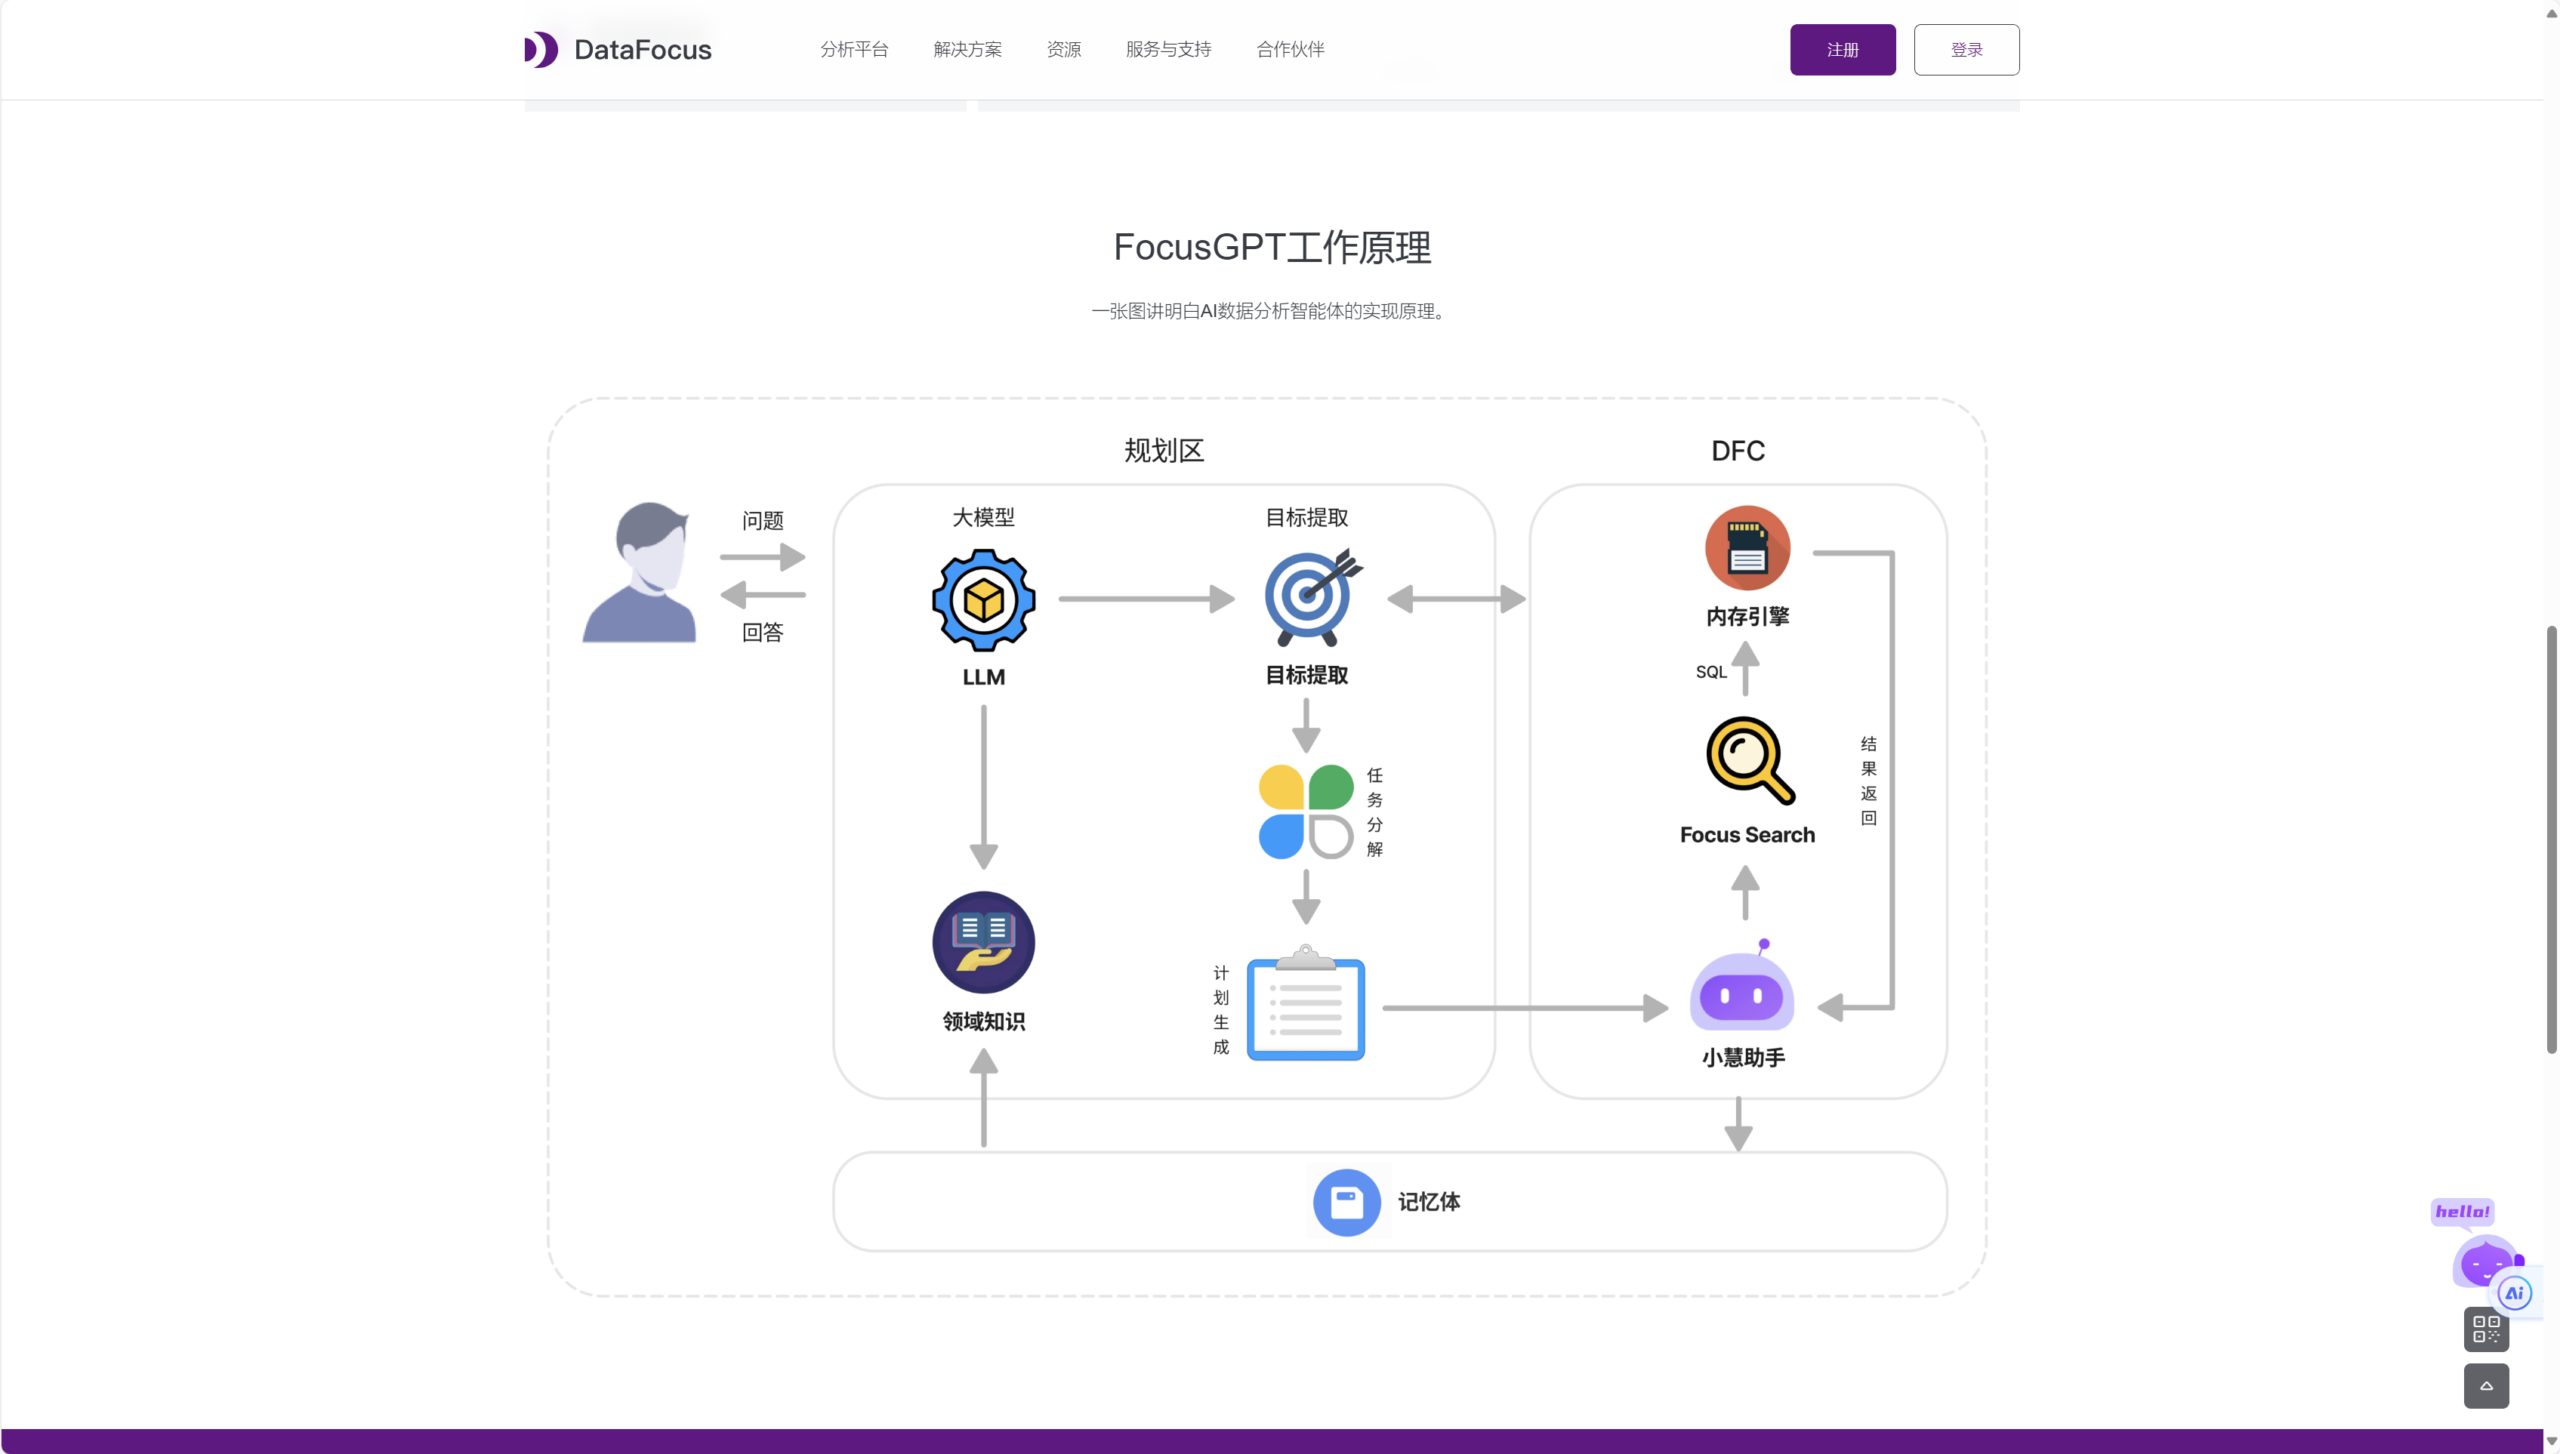 DataFocus
分析平台
解决方案
资源
服务与支持
合作伙伴
注册
登录
FocusGPT工作原理
一张图讲明白AI数据分析智能体的实现原理。
规划区
DFC
问题
回答
大模型
LLM
领域知识
目标提取
目标提取
任务分解
计划生成
内存引擎
SQL
Focus Search
结果返回
小慧助手
记忆体
hello!
Ai